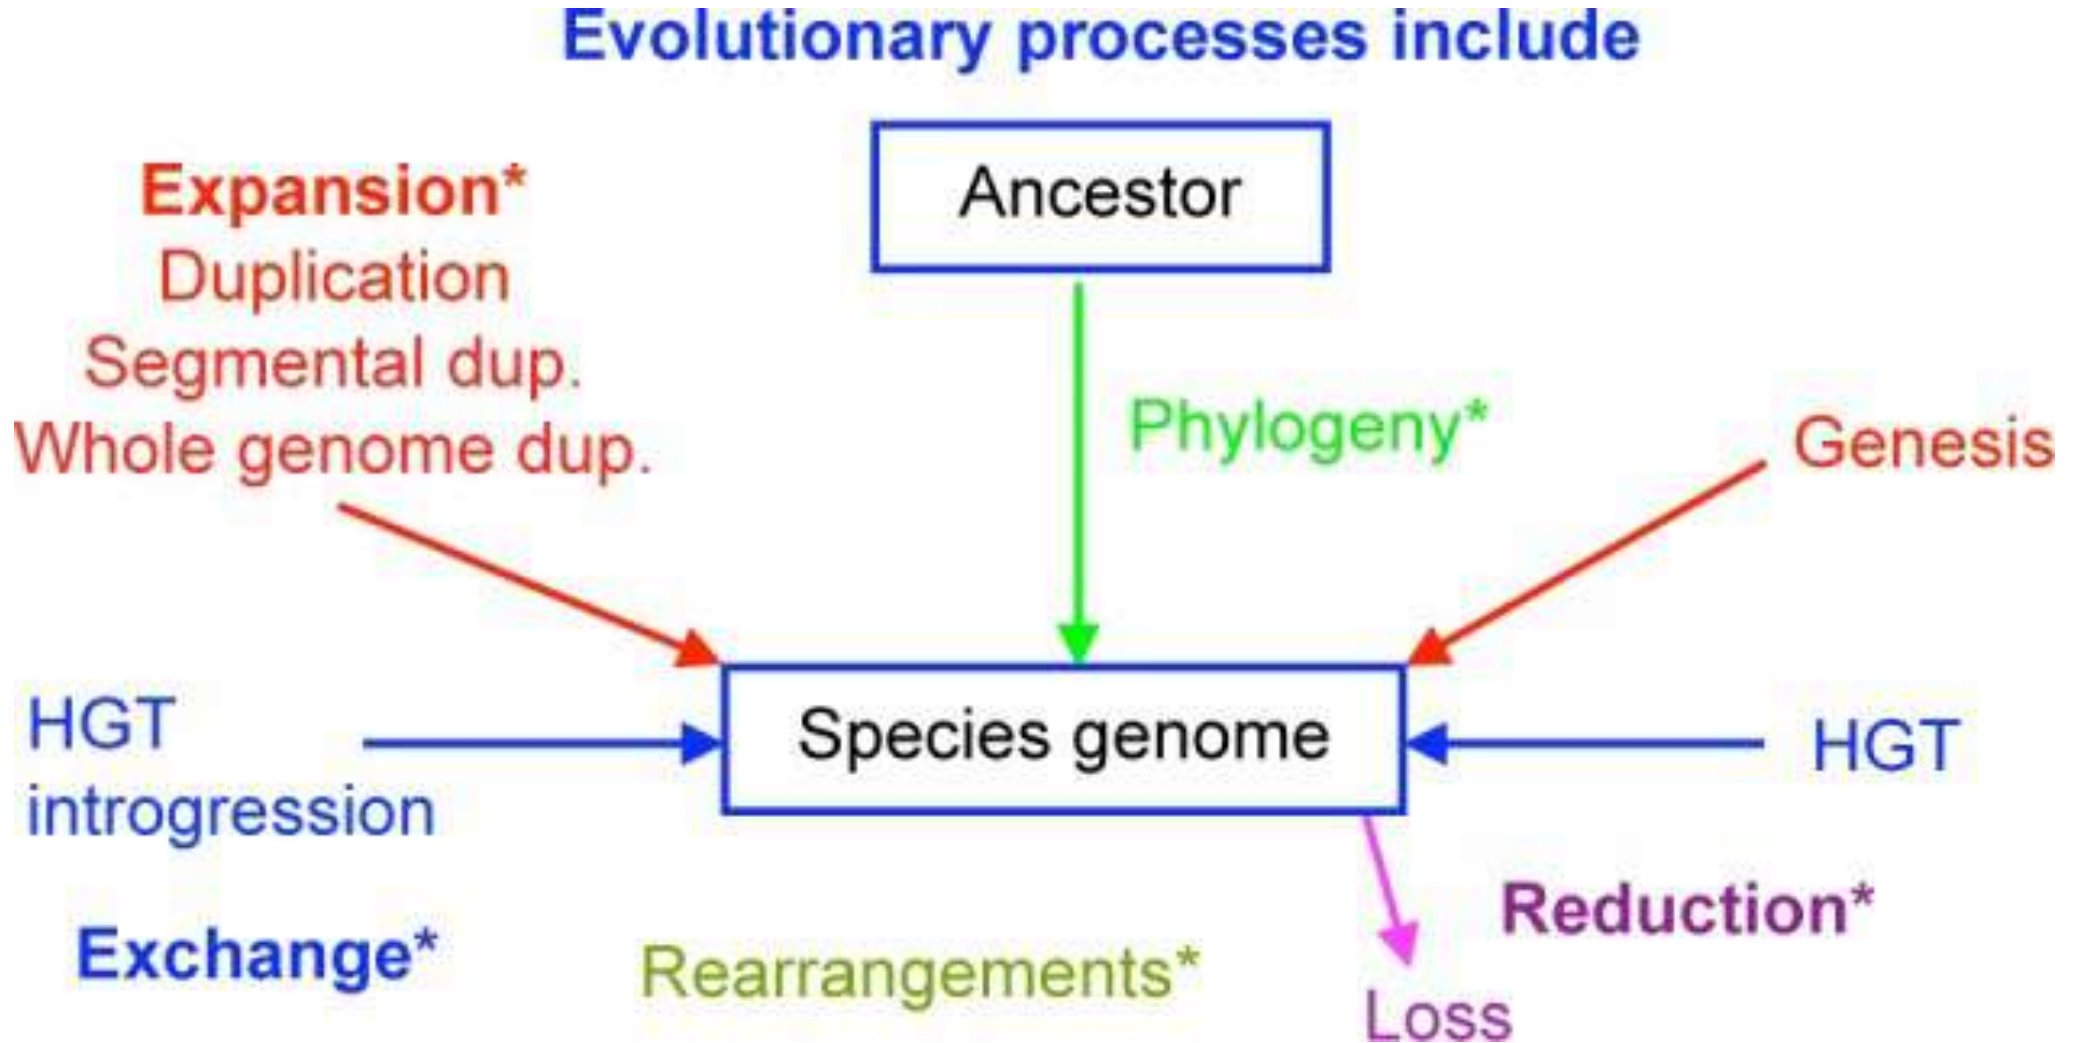 Evolutionary processes include
Ancestor
Expansion*
Duplication
Segmental dup.
Whole genome dup.
Phylogeny*
Genesis
HGT
introgression
Species genome
HGT
Exchange*
Rearrangements*
Reduction*
Loss